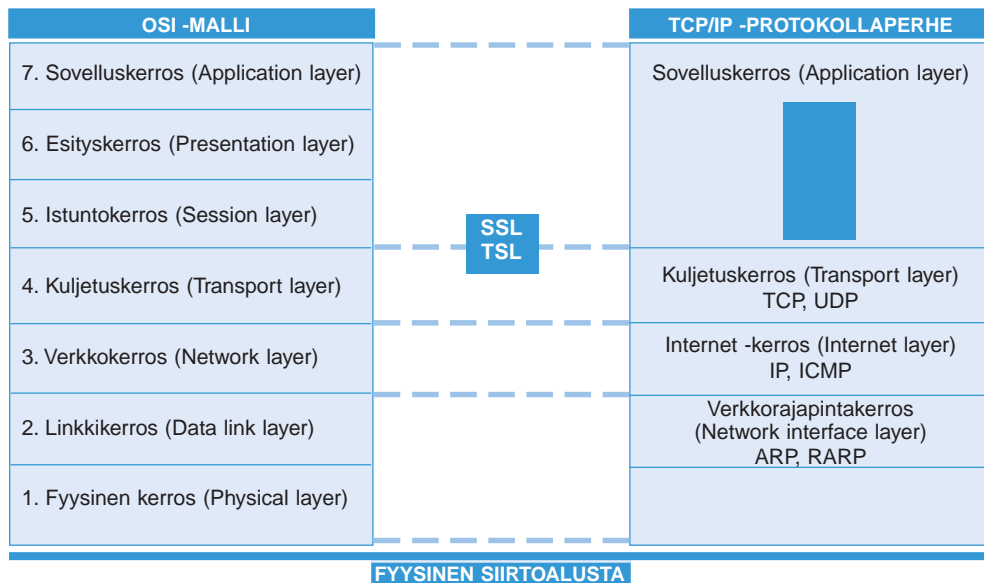 OSI -MALLI
7. Sovelluskerros (Application layer)
6. Esityskerros (Presentation layer)
5. Istuntokerros (Session layer)
4. Kuljetuskerros (Transport layer)
3. Verkkokerros (Network layer)
2. Linkkikerros (Data link layer)
1. Fyysinen kerros (Physical layer)
SSL
TSL
TCP/IP -PROTOKOLLAPERHE
Sovelluskerros (Application layer)
Kuljetuskerros (Transport layer)
TCP, UDP
Internet -kerros (Internet layer)
IP, ICMP
Verkkorajapintakerros
(Network interface layer)
ARP, RARP
FYYSINEN SIIRTOALUSTA